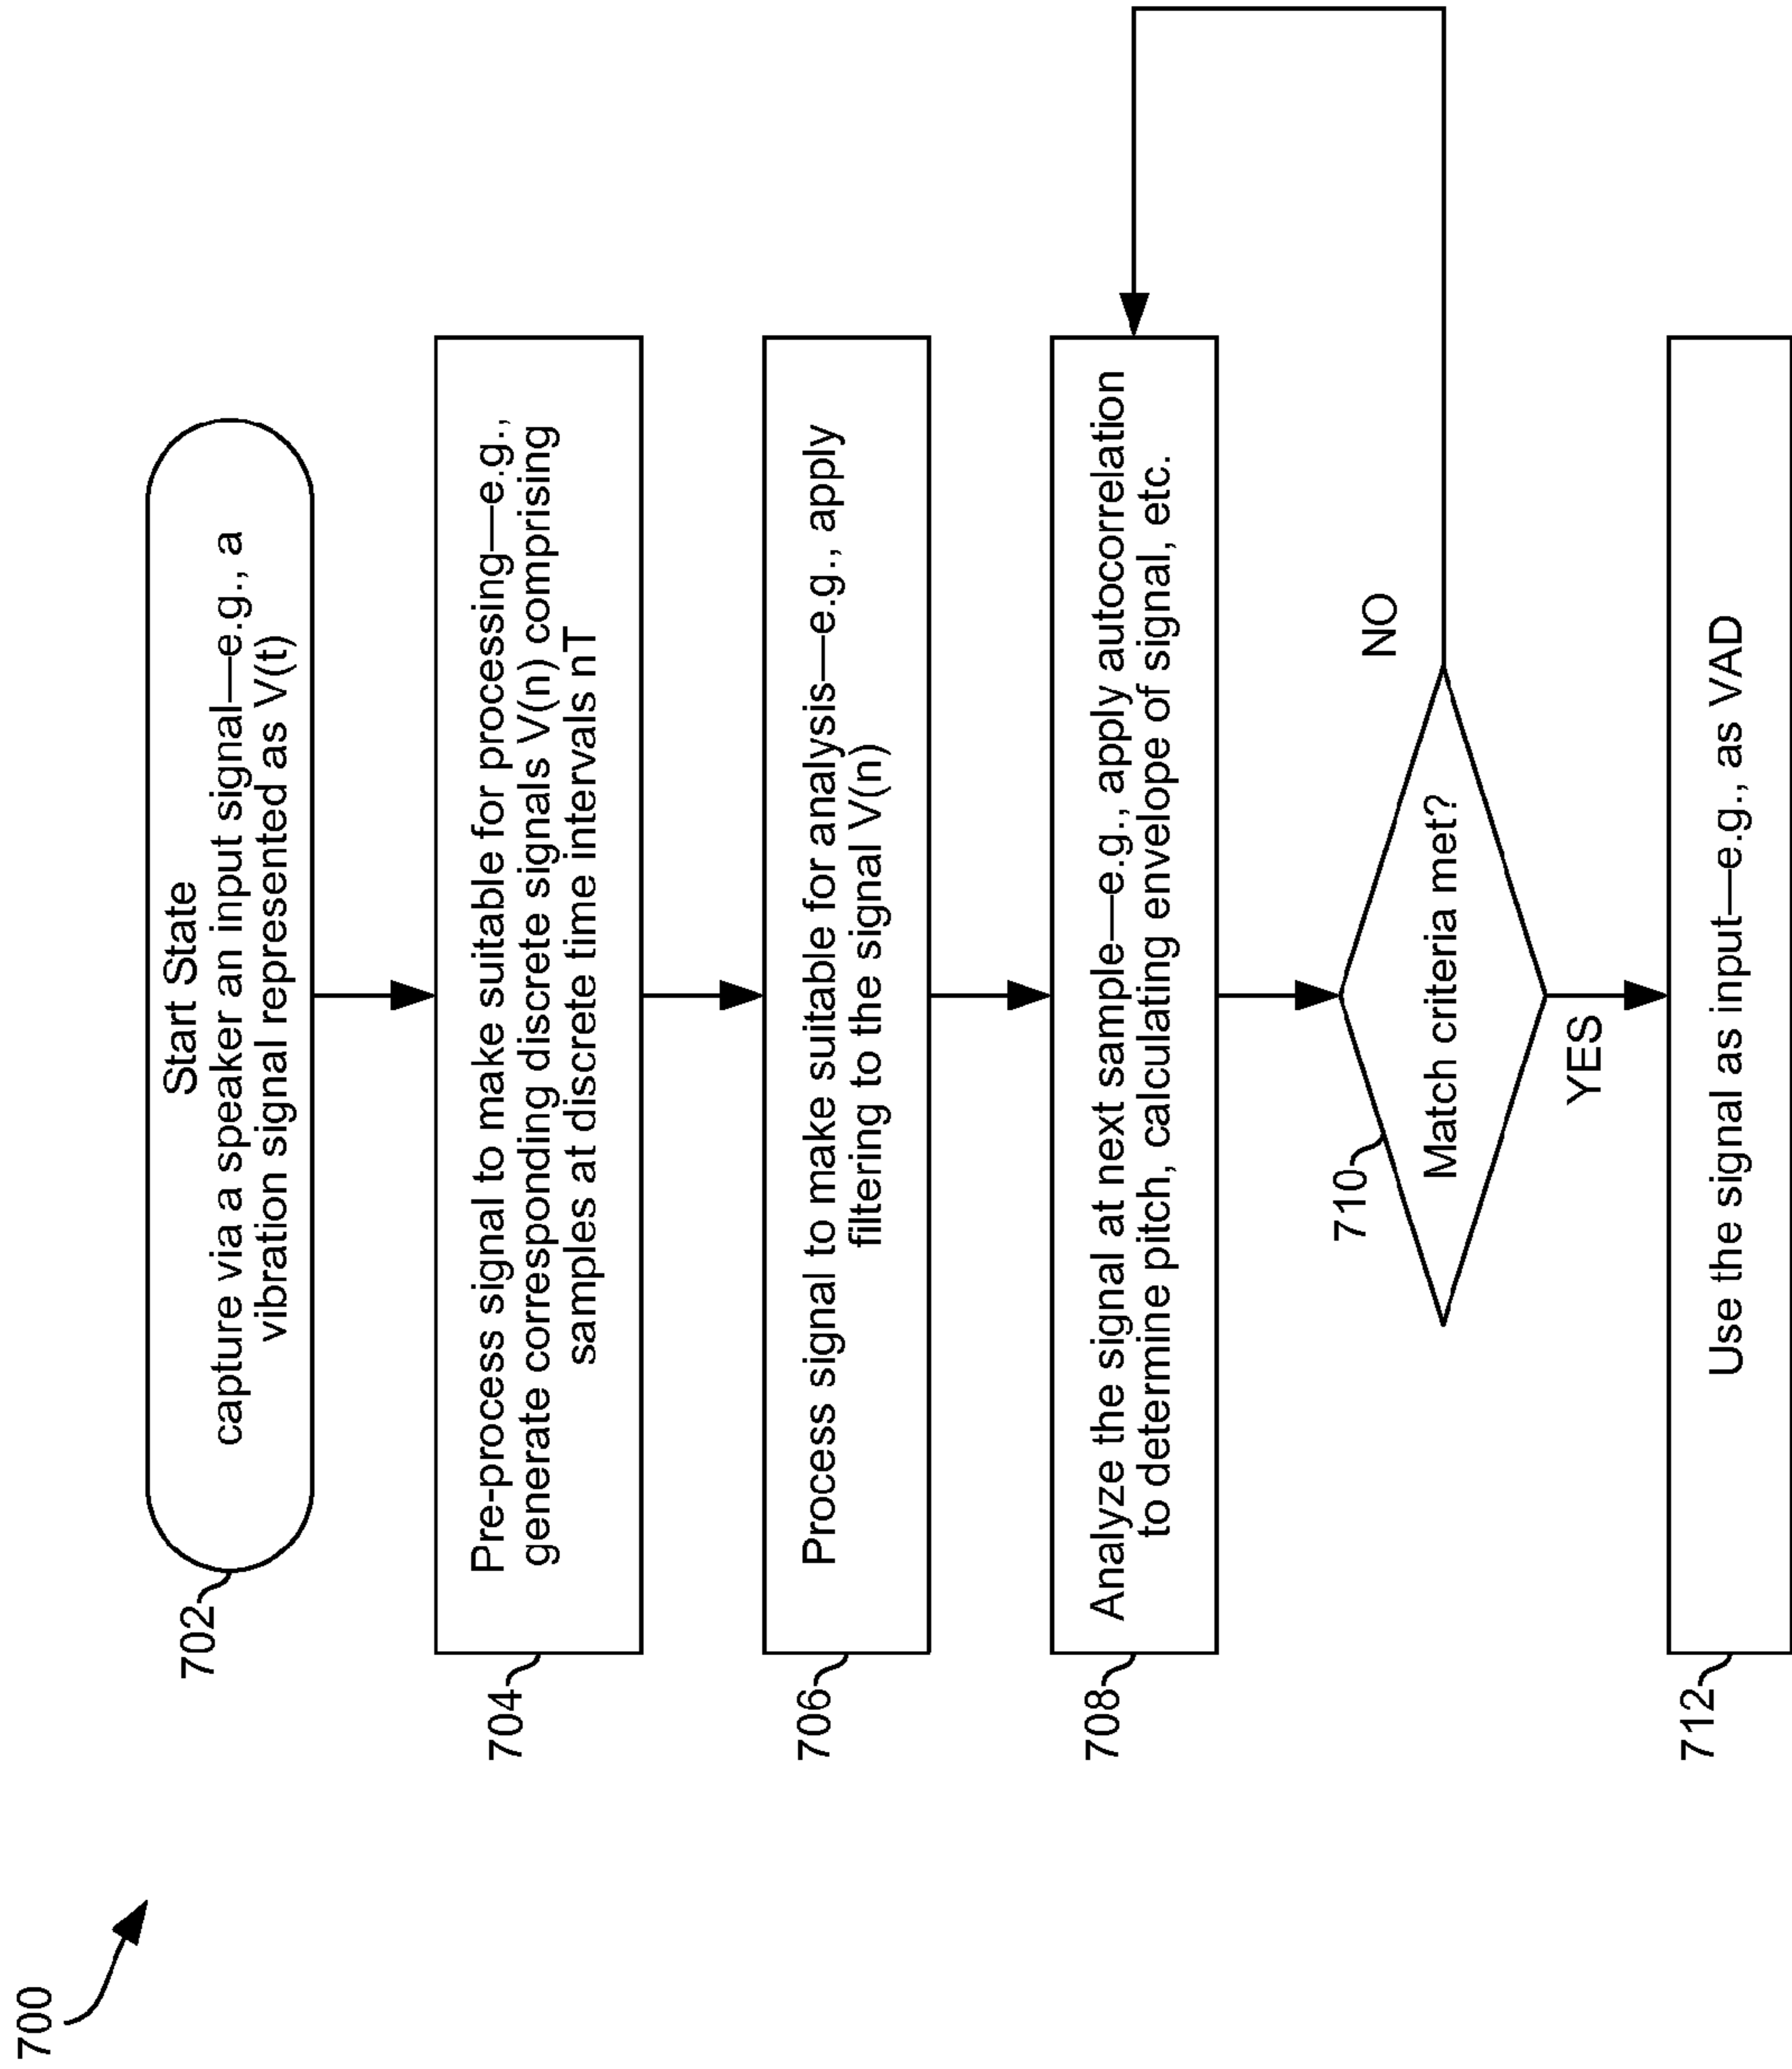 700
702
Start State
capture via a speaker an input signal—e.g., a
vibration signal represented as V(t)
704
Pre-process signal to make suitable for processing—e.g.,
generate corresponding discrete signals V(n) comprising
samples at discrete time intervals nT
706
Process signal to make suitable for analysis—e.g., apply
filtering to the signal V(n)
708
Analyze the signal at next sample—e.g., apply autocorrelation
to determine pitch, calculating envelope of signal, etc.
710
Match criteria met?
NO
YES
712
Use the signal as input—e.g., as VAD